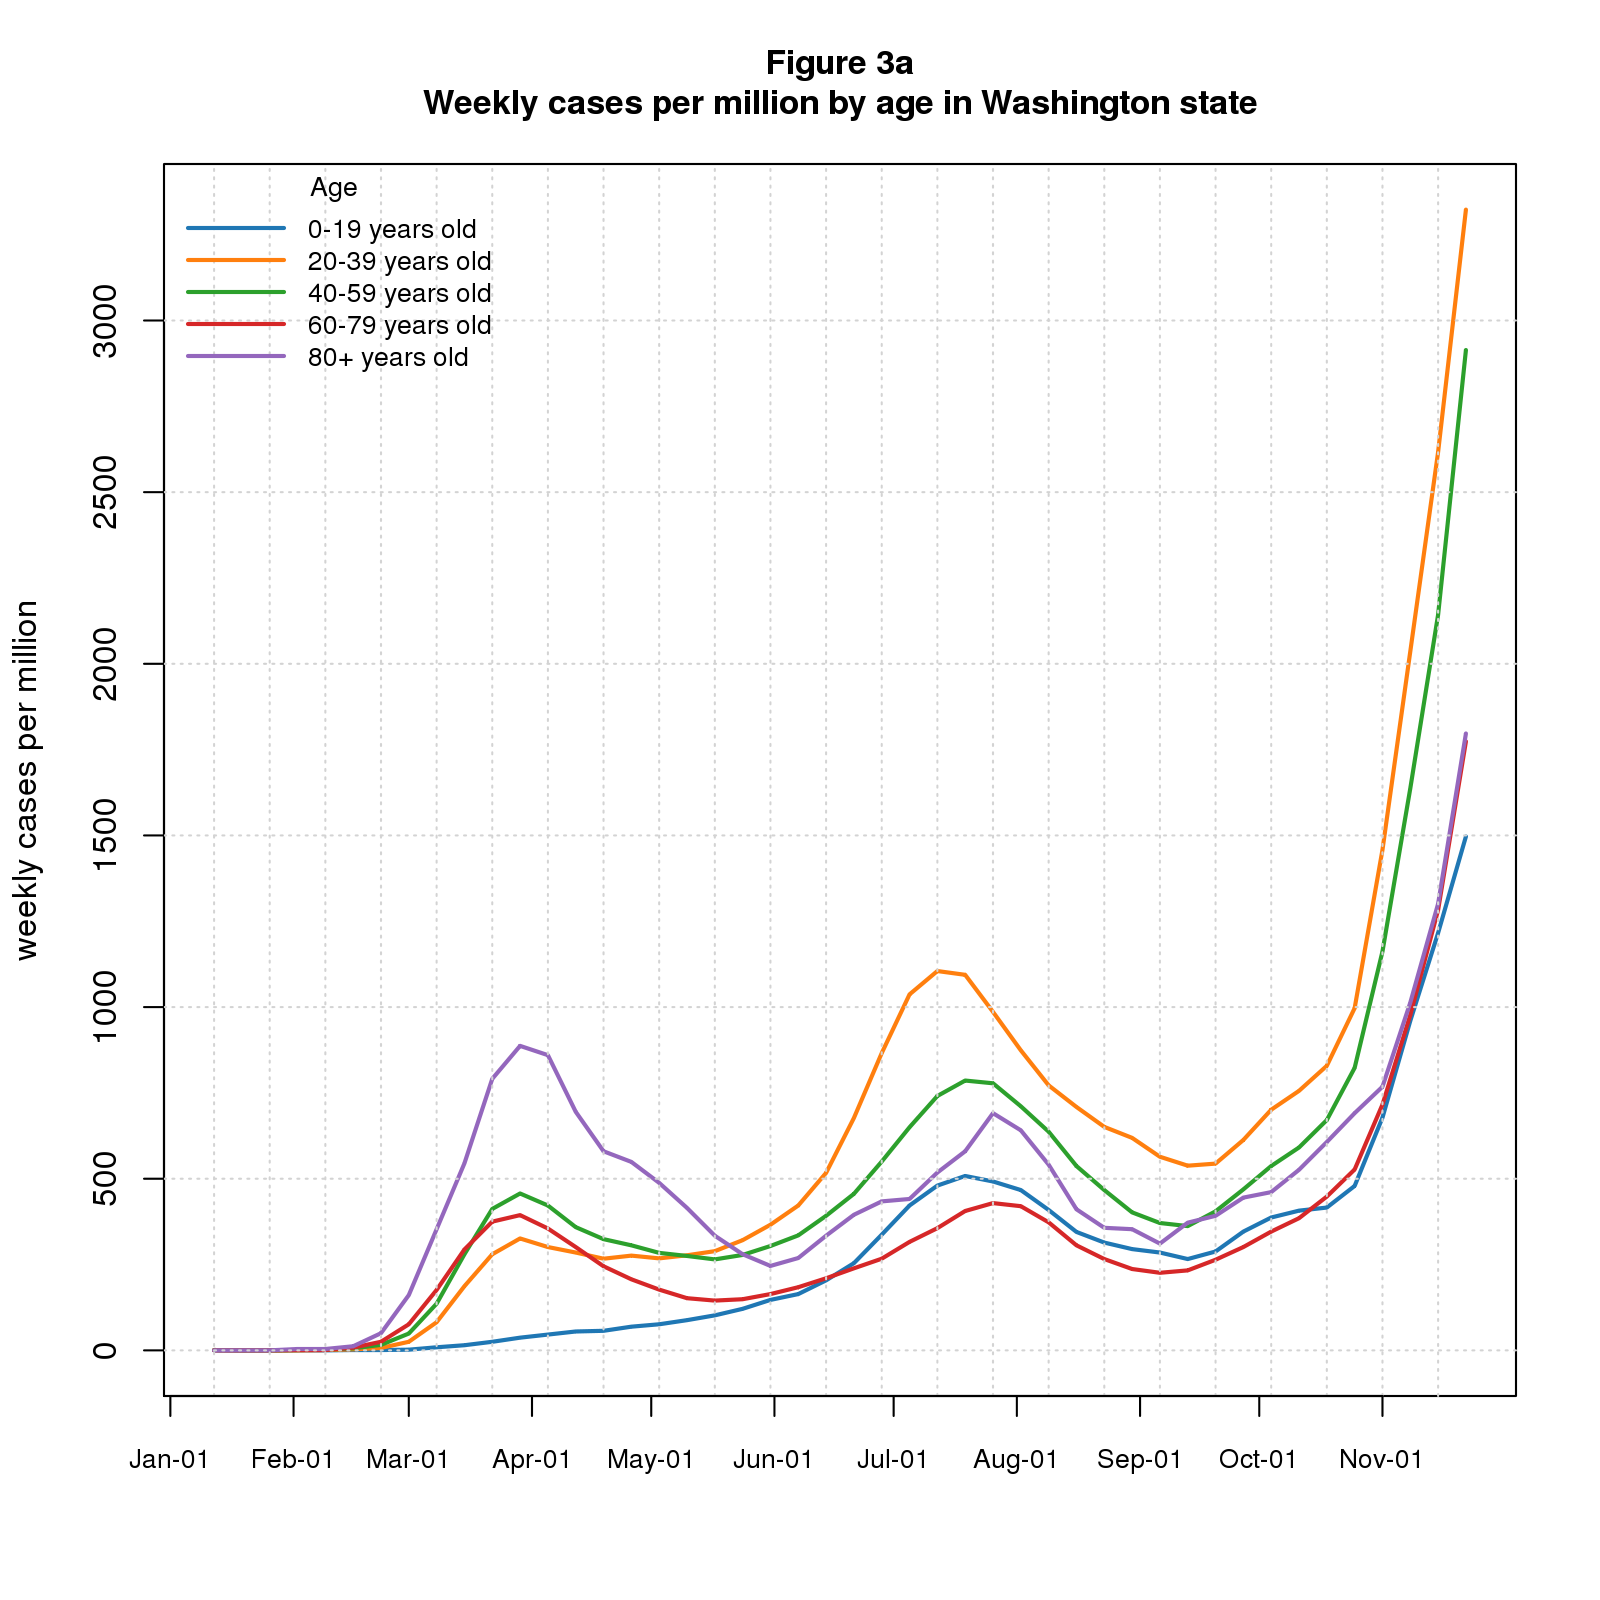 Figure 3a
Weekly cases per million by age in Washington state
Age
0-19 years old
20-39 years old
40-59 years old
60-79 years old
80+ years old
weekly cases per million
3000
2500
2000
1500
1000
500
0
Jan-01 Feb-01 Mar-01 Apr-01 May-01 Jun-01 Jul-01 Aug-01 Sep-01 Oct-01 Nov-01